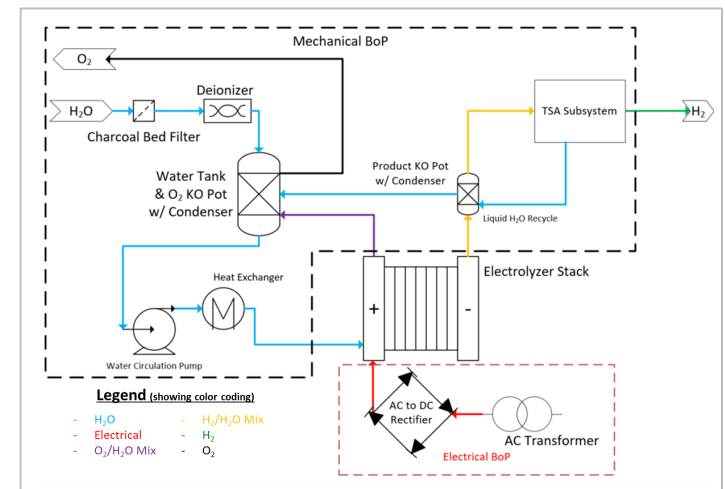 Mechanical BoP
O₂
H₂O
Charcoal Bed Filter
Deionizer
Water Tank
& O₂ KO Pot
w/ Condenser
Product KO Pot
w/ Condenser
TSA Subsystem
H₂
Liquid H₂O Recycle
Heat Exchanger
Water Circulation Pump
Electrolyzer Stack
+
-
AC to DC
Rectifier
AC Transformer
Electrical BoP
Legend (showing color coding)
- H₂O
- Electrical
- O₂/H₂O Mix
- H₂/H₂O Mix
- H₂
- O₂